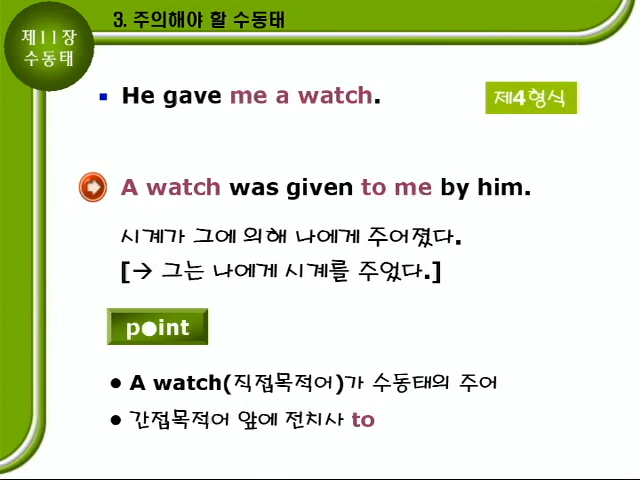 제11장
수동태
3. 주의해야 할 수동태
▪ He gave me a watch.
제4형식
A watch was given to me by him.
시계가 그에 의해 나에게 주어졌다.
[→ 그는 나에게 시계를 주었다.]
point
● A watch(직접목적어)가 수동태의 주어
● 간접목적어 앞에 전치사 to